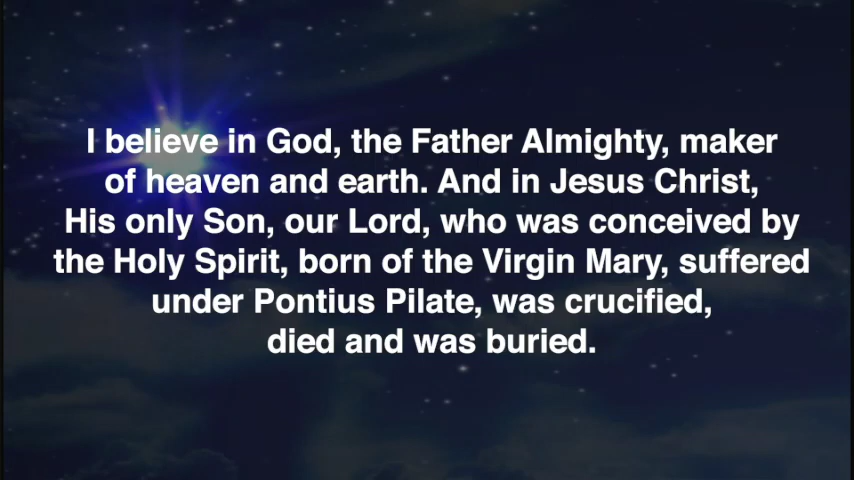 I believe in God, the Father Almighty, maker
of heaven and earth. And in Jesus Christ,
His only Son, our Lord, who was conceived by
the Holy Spirit, born of the Virgin Mary, suffered
under Pontius Pilate, was crucified,
died and was buried.